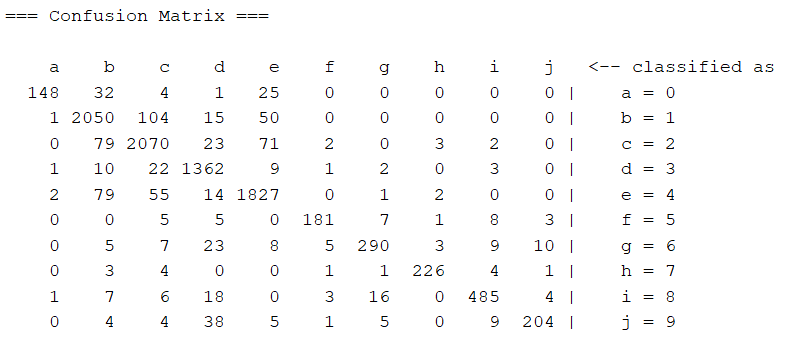 === Confusion Matrix ===
a b c d e f g h i j <-- classified as
148 32 4 1 25 0 0 0 0 0 | a = 0
1 2050 104 15 50 0 0 0 0 0 | b = 1
0 79 2070 23 71 2 0 3 2 0 | c = 2
1 10 22 1362 9 1 2 0 3 0 | d = 3
2 79 55 14 1827 0 1 2 0 0 | e = 4
0 0 5 5 0 181 7 1 8 3 | f = 5
0 5 7 23 8 5 290 3 9 10 | g = 6
0 3 4 0 0 1 1 226 4 1 | h = 7
1 7 6 18 0 3 16 0 485 4 | i = 8
0 4 4 38 5 1 5 0 9 204 | j = 9